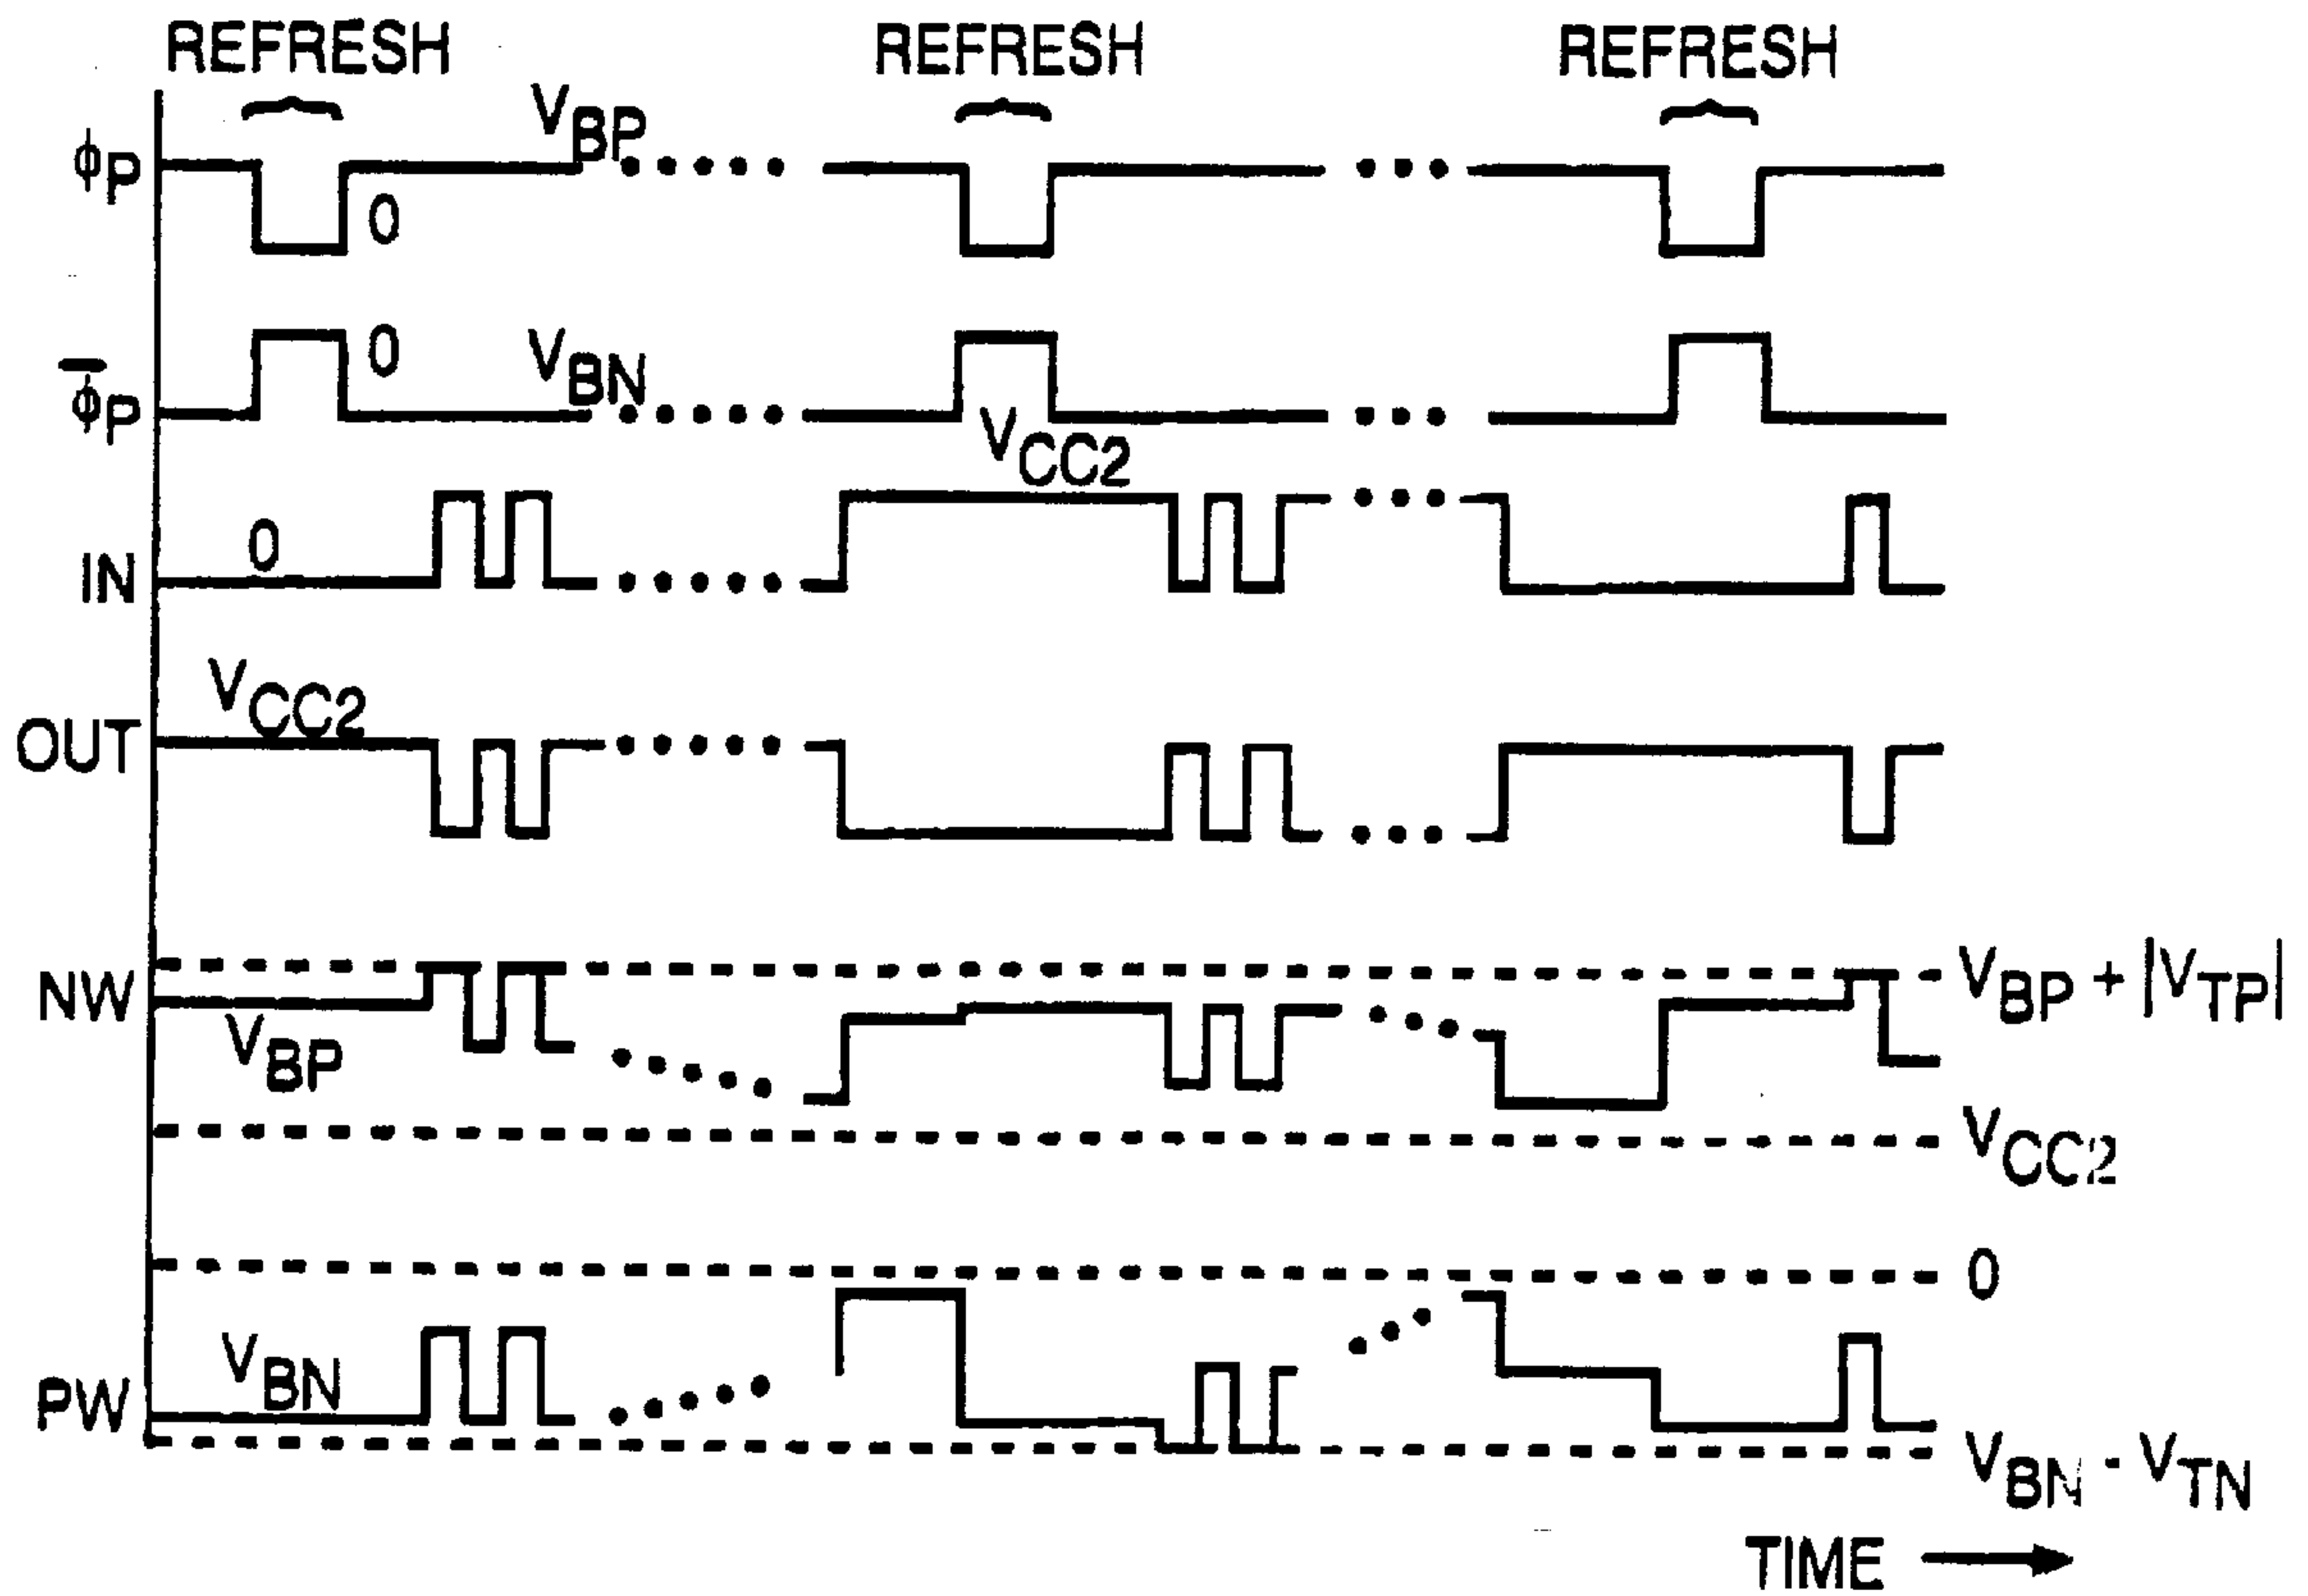 REFRESH REFRESH REFRESH
VBP
ϕP
0
0
VBN
ϕ̅P
VCC2
0
IN
VCC2
OUT
NW
VBP + |VTP|
VBP
VCC2
0
VBN
PW
VBN - VTN
TIME